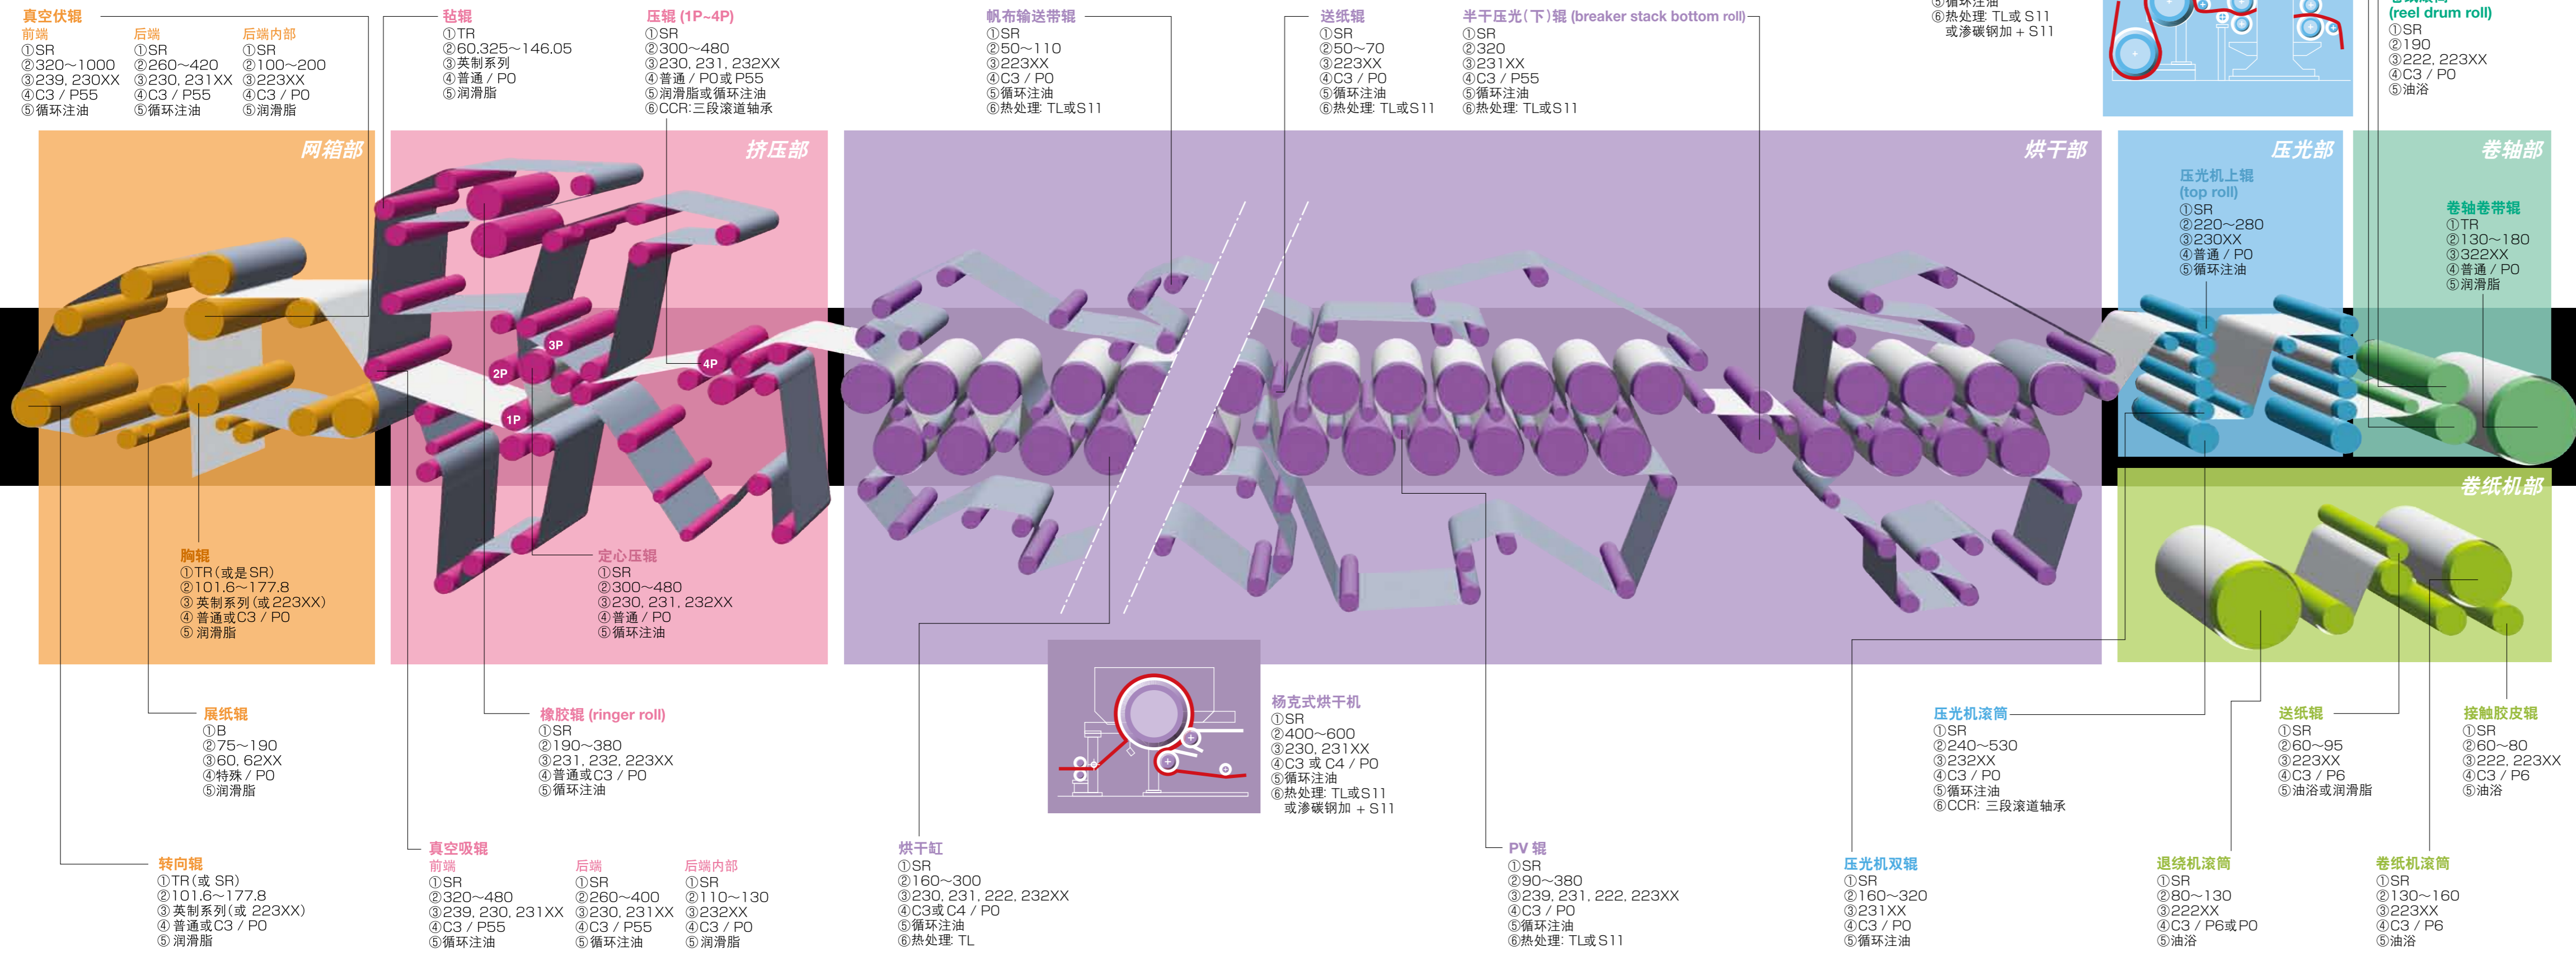 真空伏辊
前端
①SR
②320～1000
③239, 230XX
④C3 / P55
⑤循环注油
后端
①SR
②260～420
③230, 231XX
④C3 / P55
⑤循环注油
后端内部
①SR
②100～200
③223XX
④C3 / P0
⑤润滑脂
毡辊
①TR
②60.325～146.05
③英制系列
④普通 / P0
⑤润滑脂
压辊 (1P~4P)
①SR
②300～480
③230, 231, 232XX
④普通 / P0或P55
⑤润滑脂或循环注油
⑥CCR:三段滚道轴承
帆布输送带辊
①SR
②50～110
③223XX
④C3 / P0
⑤循环注油
⑥热处理: TL或S11
送纸辊
①SR
②50～70
③223XX
④C3 / P0
⑤循环注油
⑥热处理: TL或S11
半干压光(下)辊 (breaker stack bottom roll)
①SR
②320
③231XX
④C3 / P55
⑤循环注油
⑥热处理: TL或S11
⑤循环注油
⑥热处理: TL或 S11
或渗碳钢加 + S11
(reel drum roll)
①SR
②190
③222, 223XX
④C3 / P0
⑤油浴
网箱部
挤压部
烘干部
压光部
卷轴部
压光机上辊
(top roll)
①SR
②220～280
③230XX
④普通 / P0
⑤循环注油
卷轴卷带辊
①TR
②130～180
③322XX
④普通 / P0
⑤润滑脂
3P
2P
4P
1P
卷纸机部
胸辊
①TR(或是SR)
②101.6～177.8
③英制系列(或223XX)
④普通或C3 / P0
⑤润滑脂
定心压辊
①SR
②300～480
③230, 231, 232XX
④普通 / P0
⑤循环注油
展纸辊
①B
②75～190
③60, 62XX
④特殊 / P0
⑤润滑脂
橡胶辊 (ringer roll)
①SR
②190～380
③231, 232, 223XX
④普通或C3 / P0
⑤循环注油
杨克式烘干机
①SR
②400～600
③230, 231XX
④C3 或 C4 / P0
⑤循环注油
⑥热处理: TL或S11
或渗碳钢加 + S11
压光机滚筒
①SR
②240～530
③232XX
④C3 / P0
⑤循环注油
⑥CCR: 三段滚道轴承
送纸辊
①SR
②60～95
③223XX
④C3 / P6
⑤油浴或润滑脂
接触胶皮辊
①SR
②60～80
③222, 223XX
④C3 / P6
⑤油浴
转向辊
①TR(或 SR)
②101.6～177.8
③英制系列(或 223XX)
④普通或C3 / P0
⑤润滑脂
真空吸辊
前端
①SR
②320～480
③239, 230, 231XX
④C3 / P55
⑤循环注油
后端
①SR
②260～400
③230, 231XX
④C3 / P55
⑤循环注油
后端内部
①SR
②110～130
③232XX
④C3 / P0
⑤润滑脂
烘干缸
①SR
②160～300
③230, 231, 222, 232XX
④C3或C4 / P0
⑤循环注油
⑥热处理: TL
PV 辊
①SR
②90～380
③239, 231, 222, 223XX
④C3 / P0
⑤循环注油
⑥热处理: TL或S11
压光机双辊
①SR
②160～320
③231XX
④C3 / P0
⑤循环注油
退绕机滚筒
①SR
②80～130
③222XX
④C3 / P6或P0
⑤油浴
卷纸机滚筒
①SR
②130～160
③223XX
④C3 / P6
⑤油浴